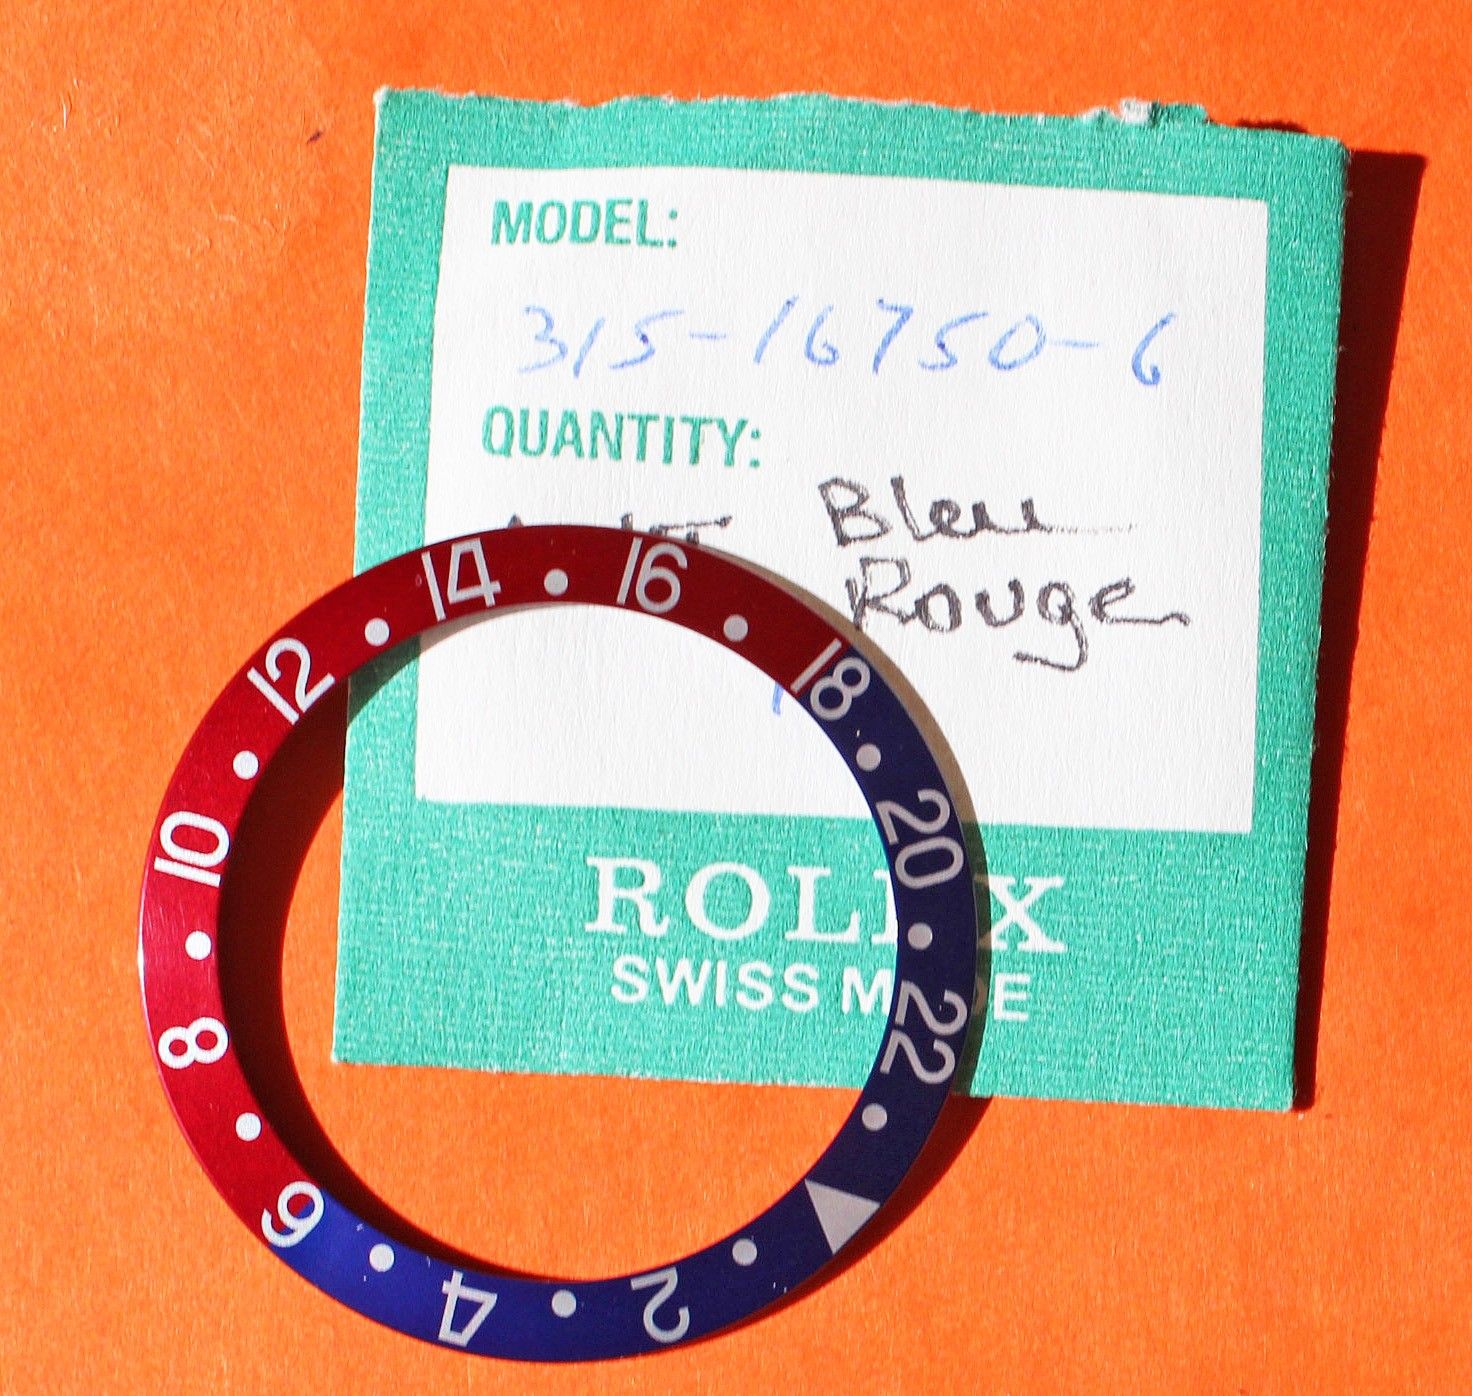 MODEL:
315-16750-6
QUANTITY:
Bleu
Rouge
ROL X
SWISS M E
2 4 6 8 10 12 14 16 18 20 22